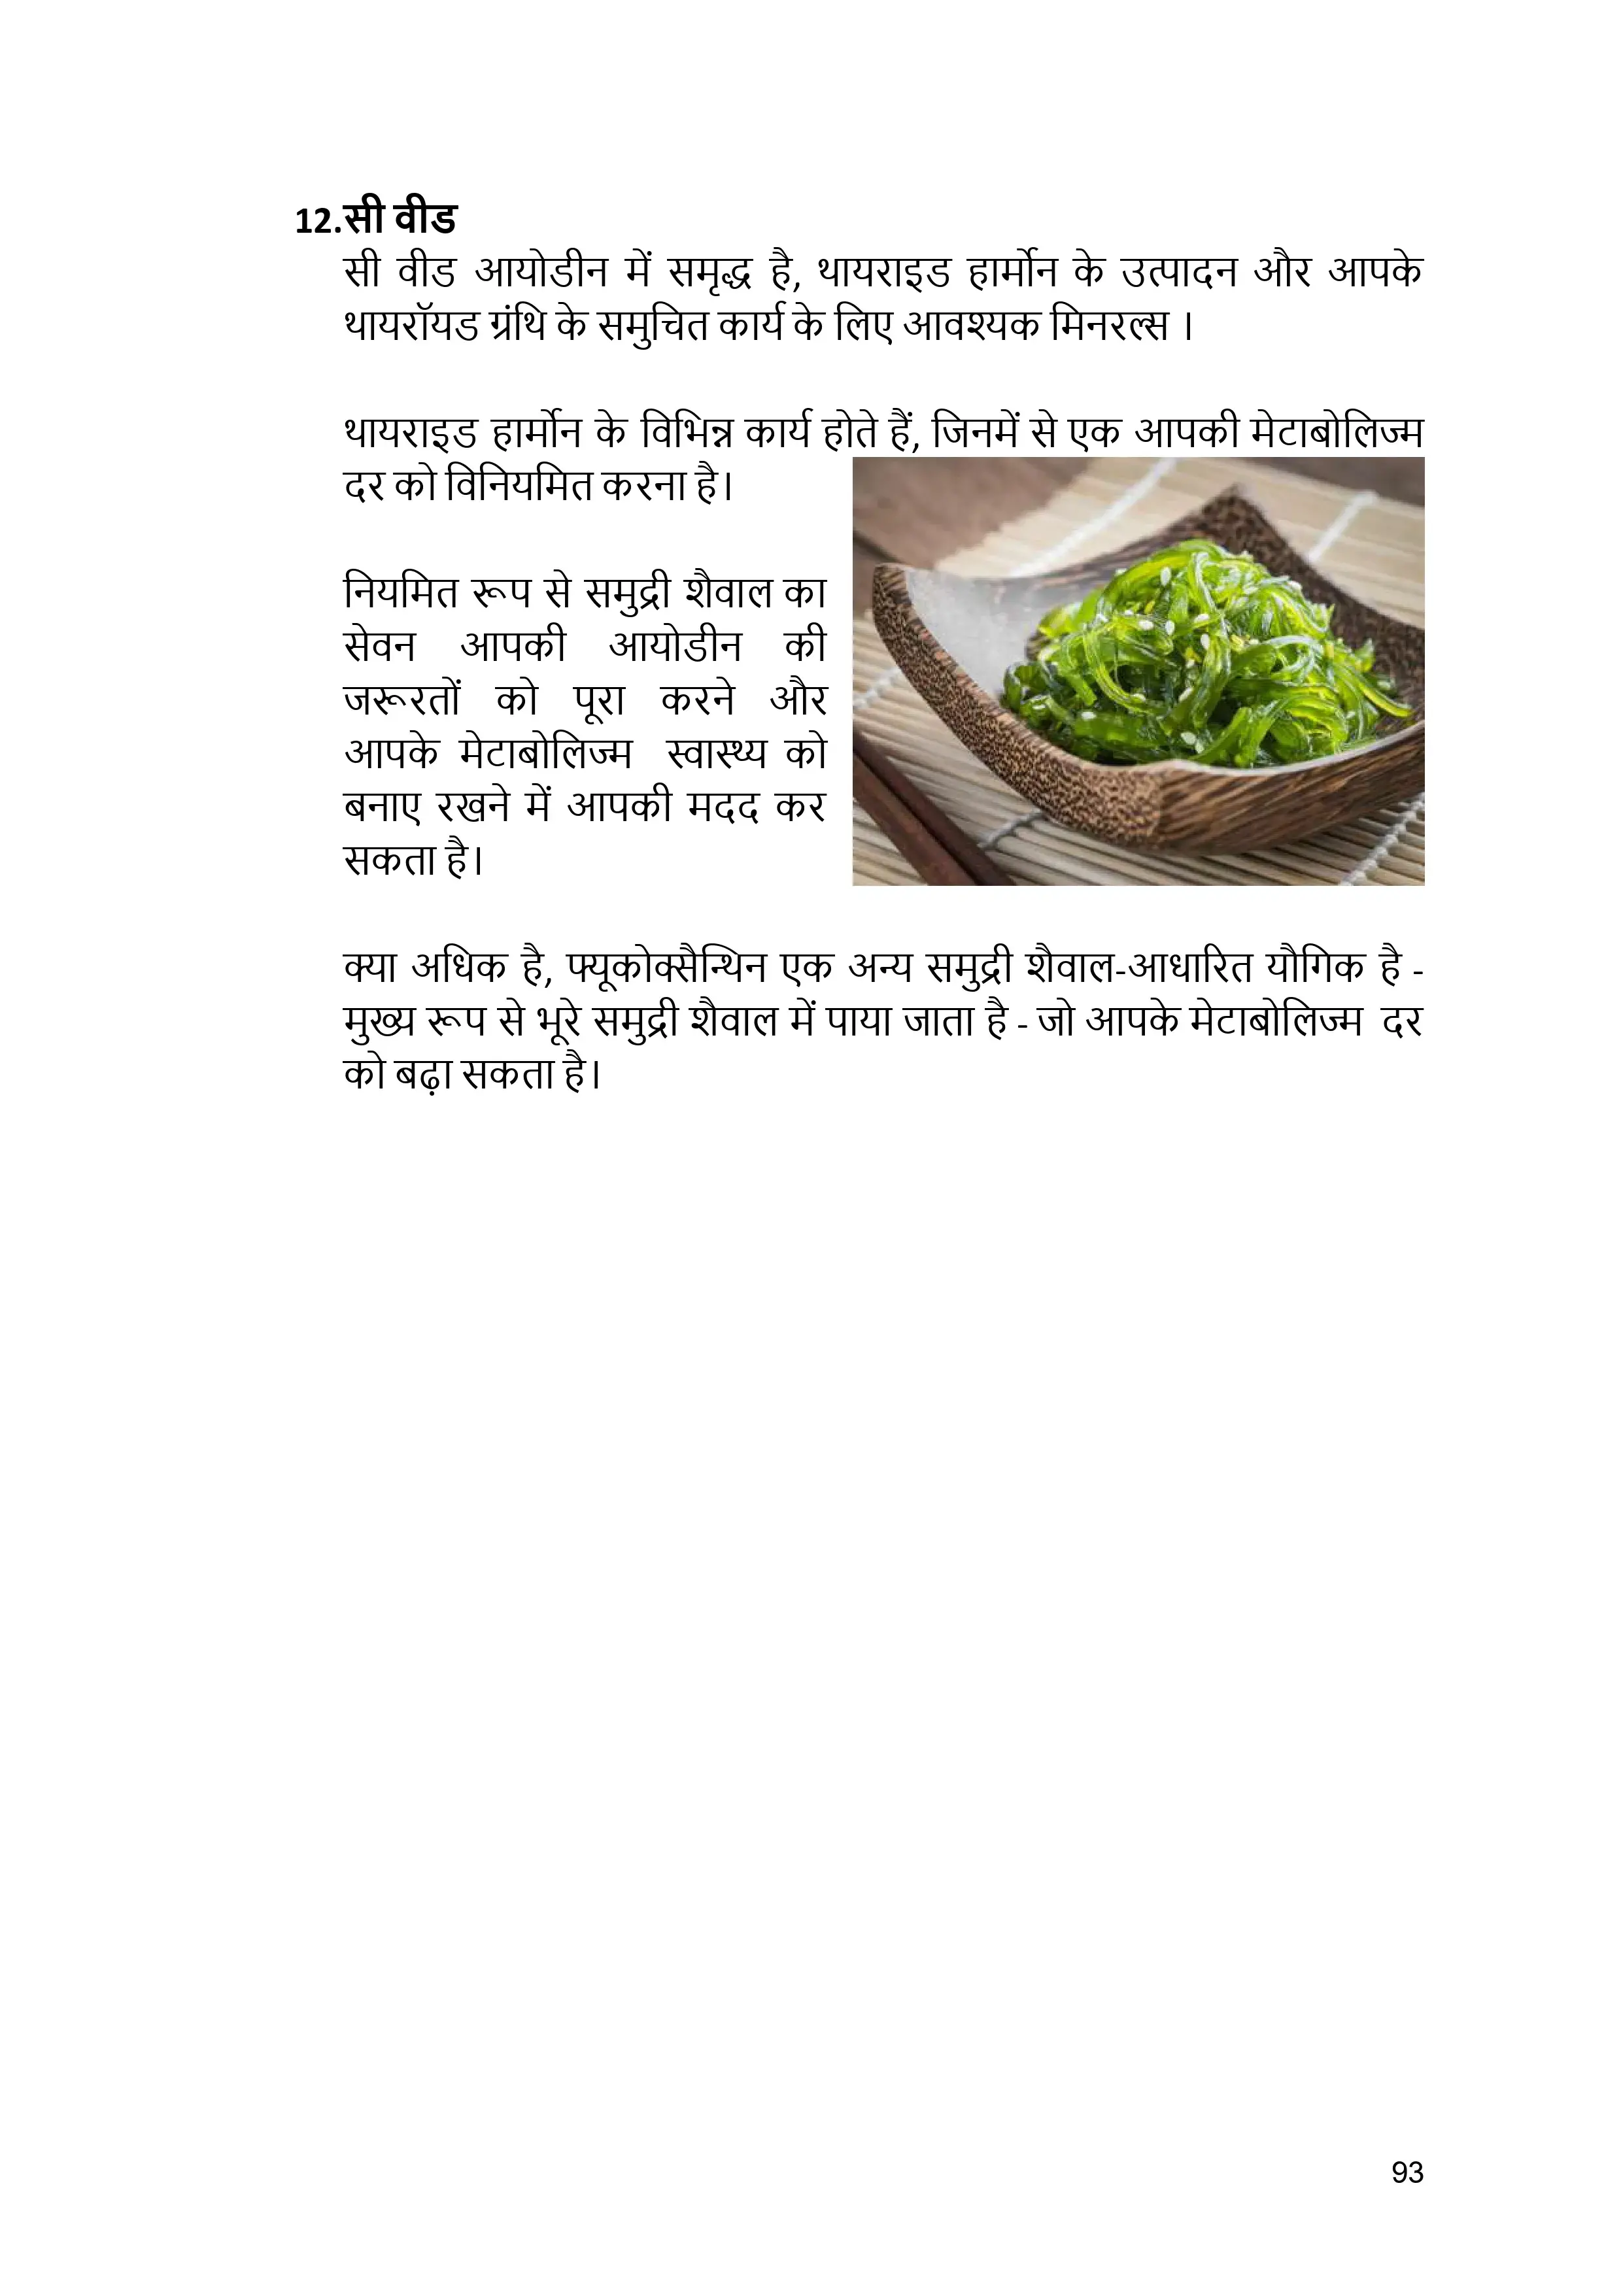 12.सी वीड
सी वीड आयोडीन में समृद्ध है, थायराइड हार्मोन के उत्पादन और आपके
थायरॉयड ग्रंथि के समुचित कार्य के लिए आवश्यक मिनरल्स ।
थायराइड हार्मोन के विभिन्न कार्य होते हैं, जिनमें से एक आपकी मेटाबोलिज्म
दर को विनियमित करना है।
नियमित रूप से समुद्री शैवाल का
सेवन आपकी आयोडीन की
जरूरतों को पूरा करने और
आपके मेटाबोलिज्म स्वास्थ्य को
बनाए रखने में आपकी मदद कर
सकता है।
क्या अधिक है, फ्यूकोक्सैन्थिन एक अन्य समुद्री शैवाल-आधारित यौगिक है -
मुख्य रूप से भूरे समुद्री शैवाल में पाया जाता है - जो आपके मेटाबोलिज्म दर
को बढ़ा सकता है।
93